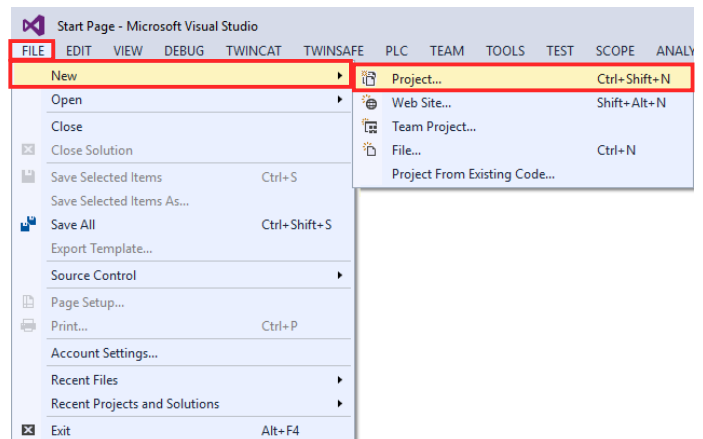 Start Page - Microsoft Visual Studio
FILE EDIT VIEW DEBUG TWINCAT TWINSAFE PLC TEAM TOOLS TEST SCOPE ANALY
New
Project... Ctrl+Shift+N
Open
Web Site... Shift+Alt+N
Close
Team Project...
Close Solution
File... Ctrl+N
Save Selected Items Ctrl+S
Project From Existing Code...
Save Selected Items As...
Save All Ctrl+Shift+S
Export Template...
Source Control
Page Setup...
Print... Ctrl+P
Account Settings...
Recent Files
Recent Projects and Solutions
Exit Alt+F4